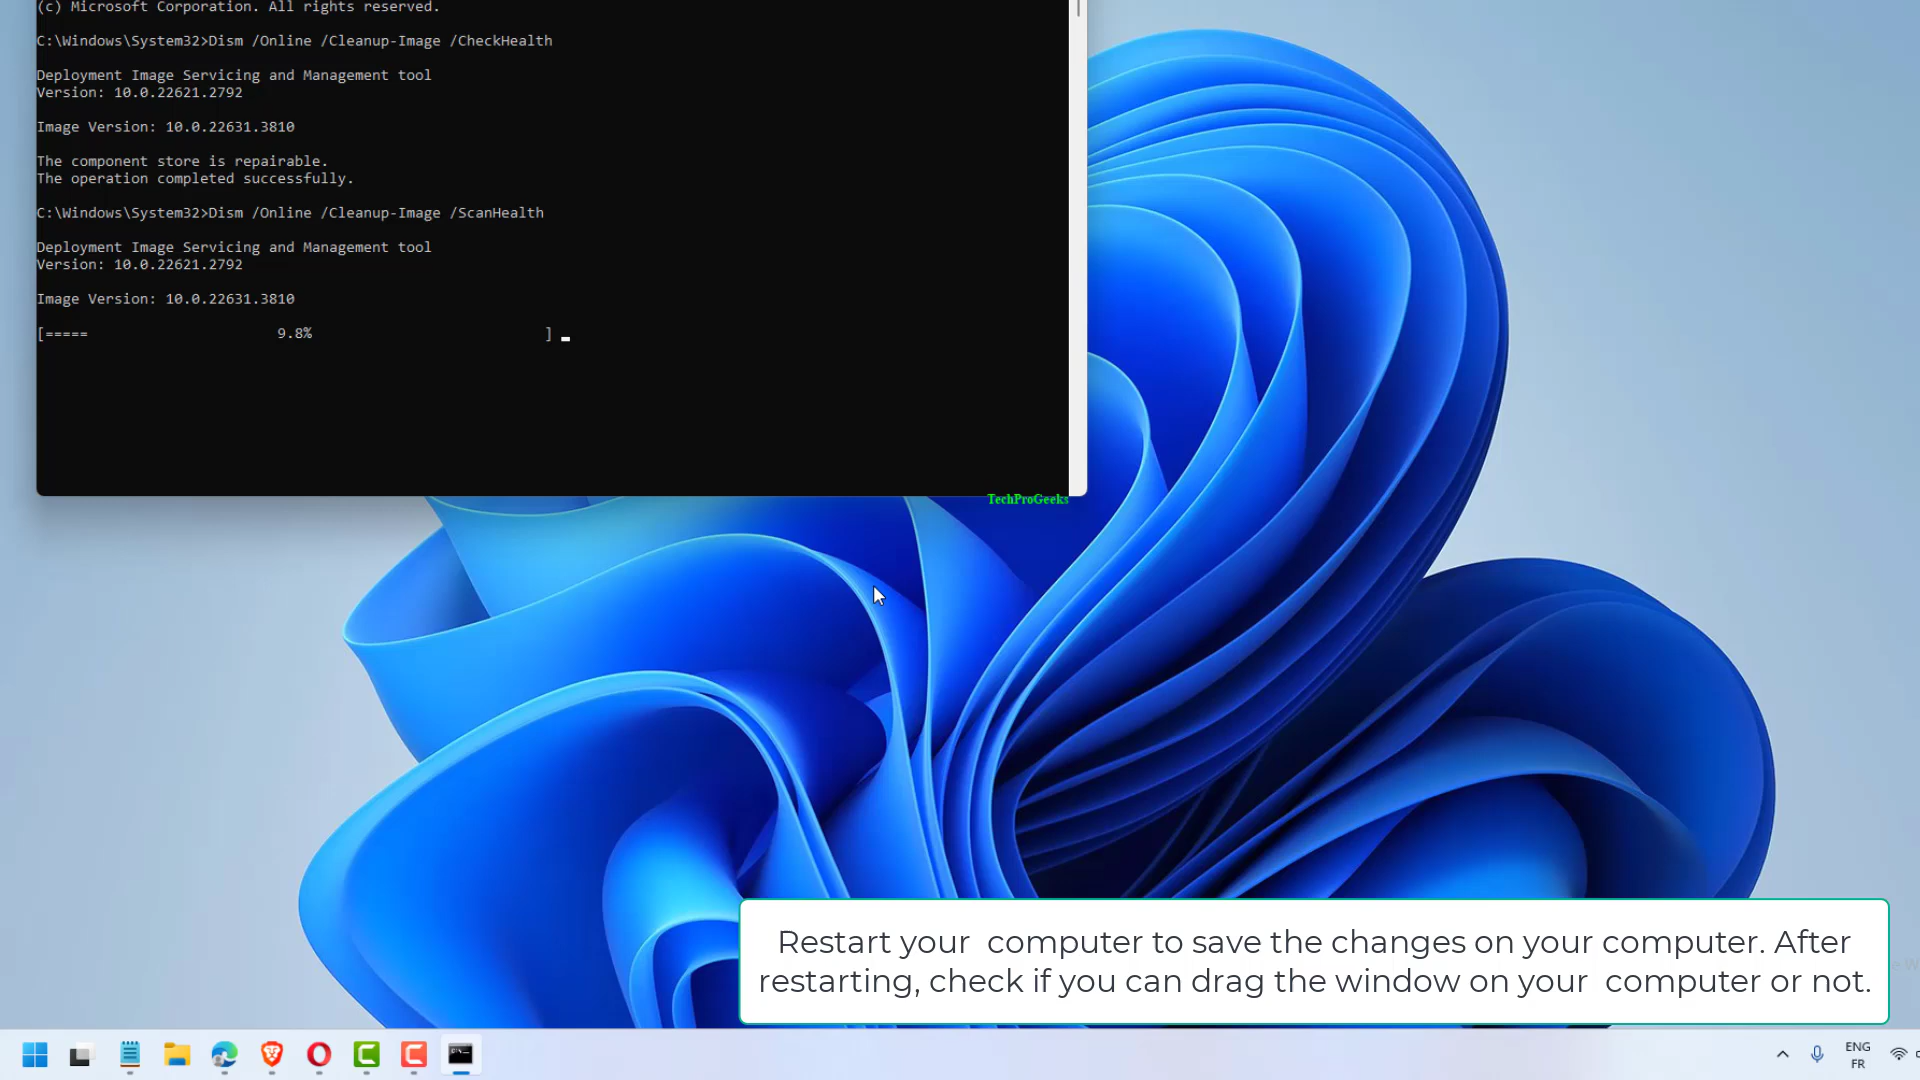 (c) Microsoft Corporation. All rights reserved.
C:\Windows\System32>Dism /Online /Cleanup-Image /CheckHealth
Deployment Image Servicing and Management tool
Version: 10.0.22621.2792
Image Version: 10.0.22631.3810
The component store is repairable.
The operation completed successfully.
C:\Windows\System32>Dism /Online /Cleanup-Image /ScanHealth
Deployment Image Servicing and Management tool
Version: 10.0.22621.2792
Image Version: 10.0.22631.3810
[===== 9.8% ]
TechProGeeks
Restart your computer to save the changes on your computer. After
restarting, check if you can drag the window on your computer or not.
ENG
FR